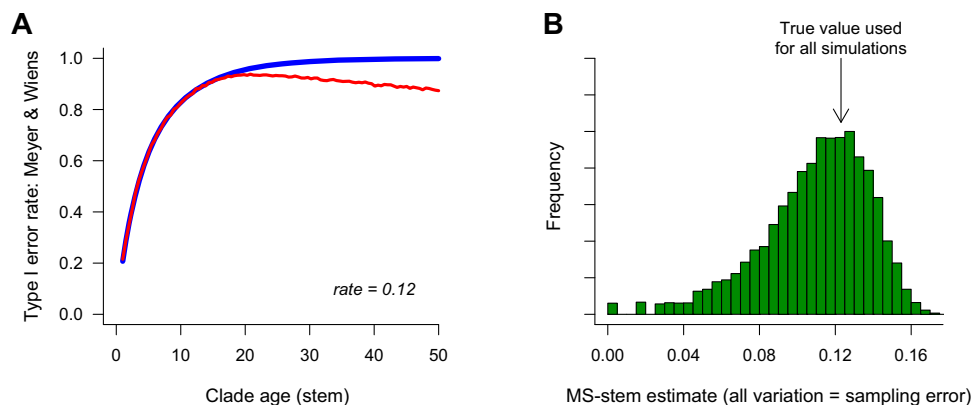 A
Type I error rate: Meyer & Wiens
1.0
0.8
0.6
0.4
0.2
0.0
rate = 0.12
0 10 20 30 40 50
Clade age (stem)
B
True value used
for all simulations
Frequency
0.00 0.04 0.08 0.12 0.16
MS-stem estimate (all variation = sampling error)